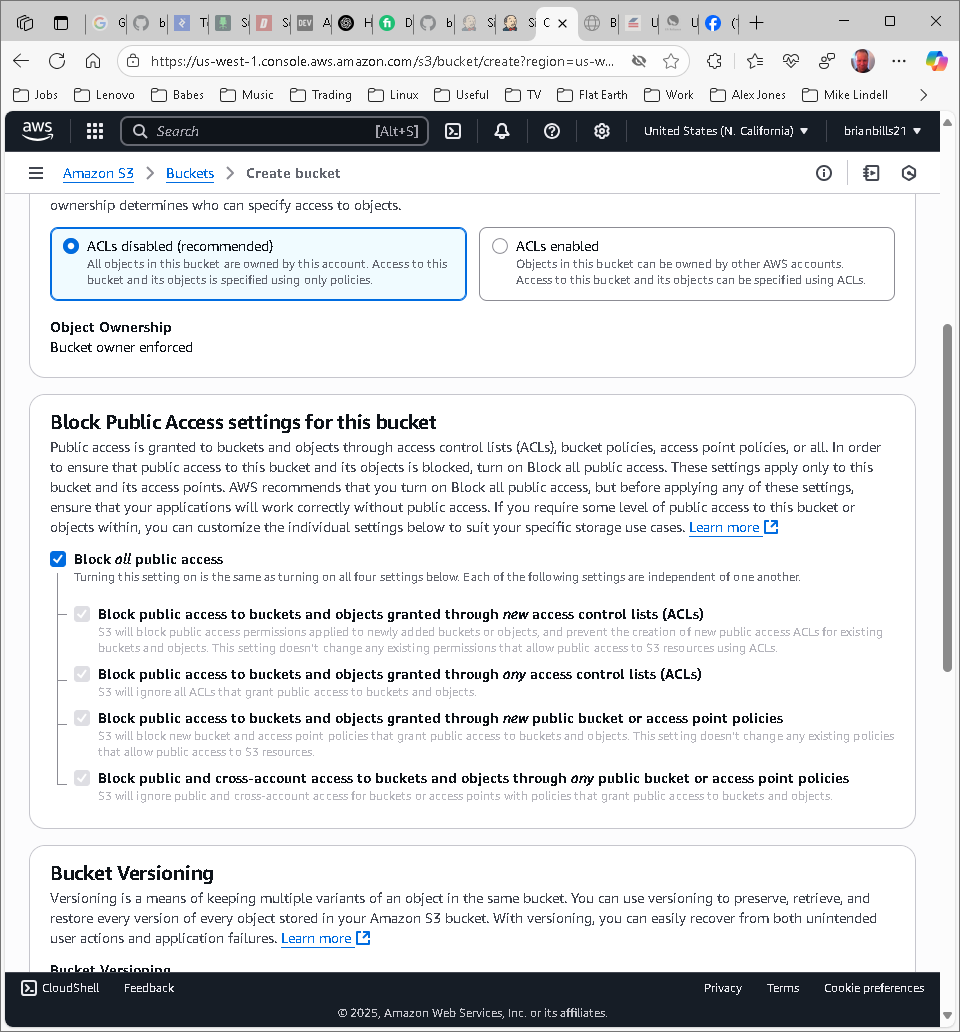 https://us-west-1.console.aws.amazon.com/s3/bucket/create?region=us-w...
Jobs Lenovo Babes Music Trading Linux Useful TV Flat Earth Work Alex Jones Mike Lindell
aws Search [Alt+S] United States (N. California) brianbills21
Amazon S3 Buckets Create bucket
ownership determines who can specify access to objects.
ACLs disabled (recommended)
All objects in this bucket are owned by this account. Access to this
bucket and its objects is specified using only policies.
ACLs enabled
Objects in this bucket can be owned by other AWS accounts.
Access to this bucket and its objects can be specified using ACLs.
Object Ownership
Bucket owner enforced
Block Public Access settings for this bucket
Public access is granted to buckets and objects through access control lists (ACLs), bucket policies, access point policies, or all. In order
to ensure that public access to this bucket and its objects is blocked, turn on Block all public access. These settings apply only to this
bucket and its access points. AWS recommends that you turn on Block all public access, but before applying any of these settings,
ensure that your applications will work correctly without public access. If you require some level of public access to this bucket or
objects within, you can customize the individual settings below to suit your specific storage use cases. Learn more
Block all public access
Turning this setting on is the same as turning on all four settings below. Each of the following settings are independent of one another.
Block public access to buckets and objects granted through new access control lists (ACLs)
S3 will block public access permissions applied to newly added buckets or objects, and prevent the creation of new public access ACLs for existing
buckets and objects. This setting doesn't change any existing permissions that allow public access to S3 resources using ACLs.
Block public access to buckets and objects granted through any access control lists (ACLs)
S3 will ignore all ACLs that grant public access to buckets and objects.
Block public access to buckets and objects granted through new public bucket or access point policies
S3 will block new bucket and access point policies that grant public access to buckets and objects. This setting doesn't change any existing policies
that allow public access to S3 resources.
Block public and cross-account access to buckets and objects through any public bucket or access point policies
S3 will ignore public and cross-account access for buckets or access points with policies that grant public access to buckets and objects.
Bucket Versioning
Versioning is a means of keeping multiple variants of an object in the same bucket. You can use versioning to preserve, retrieve, and
restore every version of every object stored in your Amazon S3 bucket. With versioning, you can easily recover from both unintended
user actions and application failures. Learn more
Bucket Versioning
CloudShell Feedback Privacy Terms Cookie preferences
© 2025, Amazon Web Services, Inc. or its affiliates.